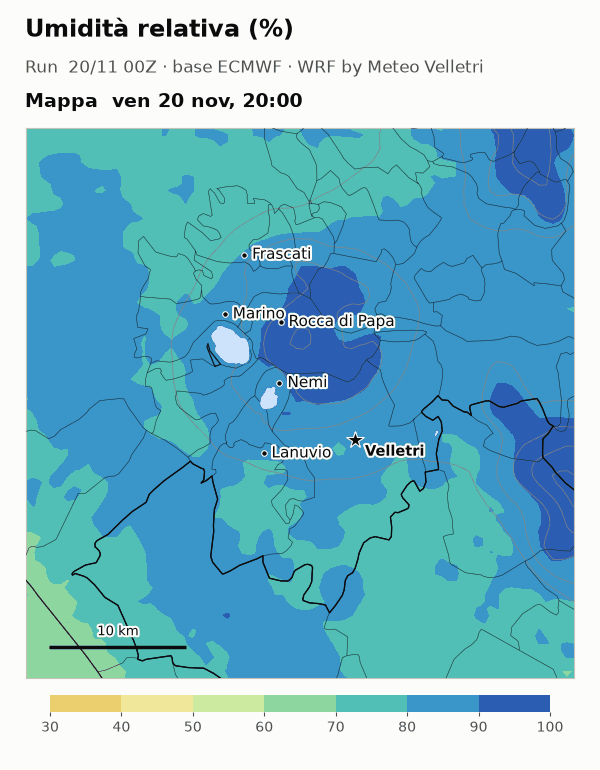 Umidità relativa (%)
Run  20/11 00Z · base ECMWF · WRF by Meteo Velletri
Mappa  ven 20 nov, 20:00
Frascati
Marino
Rocca di Papa
Nemi
Velletri
Lanuvio
10 km
30 40 50 60 70 80 90 100